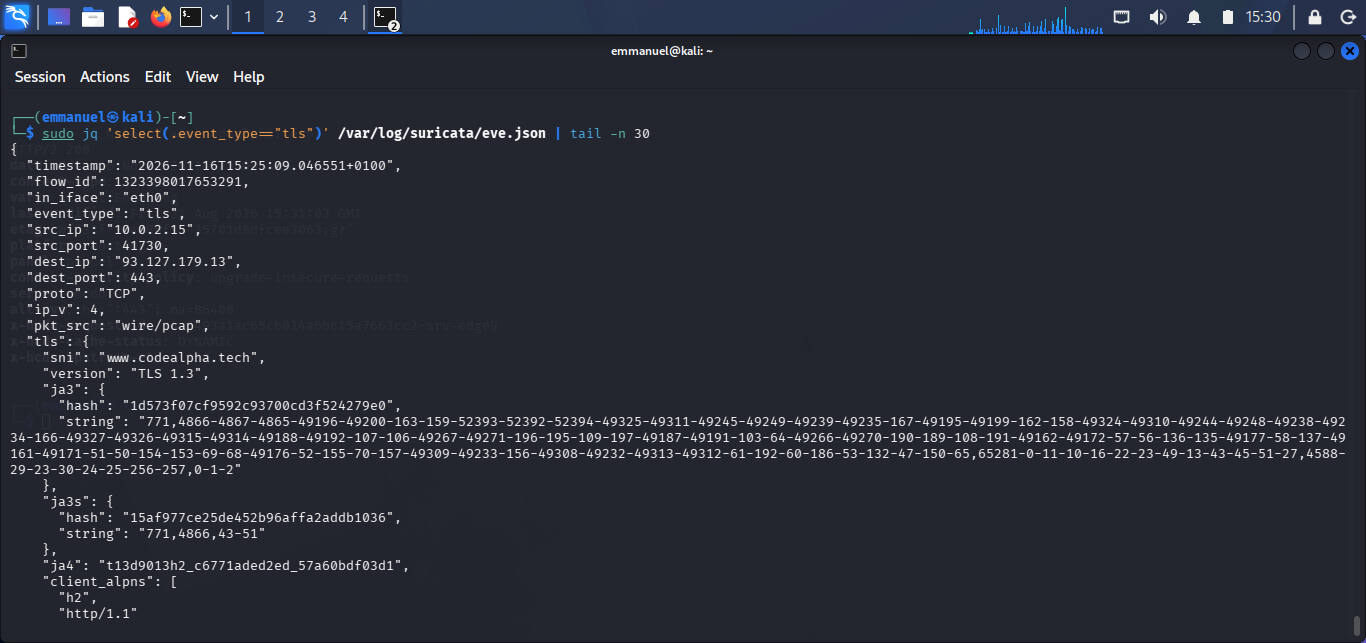 1 2 3 4 2 15:30
emmanuel@kali: ~
Session Actions Edit View Help
┌──(emmanuel㉿kali)-[~]
└─$ sudo jq 'select(.event_type=="tls")' /var/log/suricata/eve.json | tail -n 30
{
"timestamp": "2026-11-16T15:25:09.046551+0100",
"flow_id": 1323398017653291,
"in_iface": "eth0",
"event_type": "tls",
"src_ip": "10.0.2.15",
"src_port": 41730,
"dest_ip": "93.127.179.13",
"dest_port": 443,
"proto": "TCP",
"ip_v": 4,
"pkt_src": "wire/pcap",
"tls": {
"sni": "www.codealpha.tech",
"version": "TLS 1.3",
"ja3": {
"hash": "1d573f07cf9592c93700cd3f524279e0",
"string": "771,4866-4867-4865-49196-49200-163-159-52393-52392-52394-49325-49311-49245-49249-49239-49235-167-49195-49199-162-158-49324-49310-49244-49248-49238-492
34-166-49327-49326-49315-49314-49188-49192-107-106-49267-49271-196-195-109-197-49187-49191-103-64-49266-49270-190-189-108-191-49162-49172-57-56-136-135-49177-58-137-49
161-49171-51-50-154-153-69-68-49176-52-155-70-157-49309-49233-156-49308-49232-49313-49312-61-192-60-186-53-132-47-150-65,65281-0-11-10-16-22-23-49-13-43-45-51-27,4588-
29-23-30-24-25-256-257,0-1-2"
},
"ja3s": {
"hash": "15af977ce25de452b96affa2addb1036",
"string": "771,4866,43-51"
},
"ja4": "t13d9013h2_c6771aded2ed_57a60bdf03d1",
"client_alpns": [
"h2",
"http/1.1"